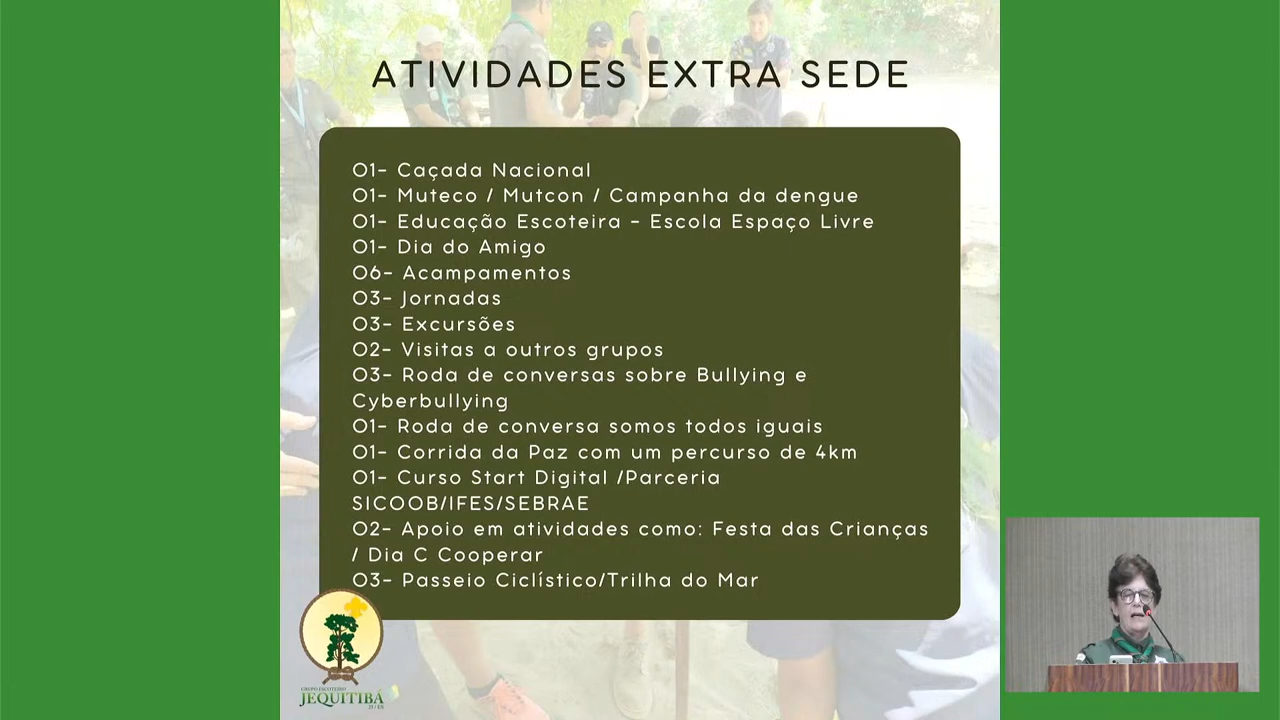 ATIVIDADES EXTRA SEDE
01- Caçada Nacional
01- Muteco / Mutcon / Campanha da dengue
01- Educação Escoteira - Escola Espaço Livre
01- Dia do Amigo
06- Acampamentos
03- Jornadas
03- Excursões
02- Visitas a outros grupos
03- Roda de conversas sobre Bullying e
Cyberbullying
01- Roda de conversa somos todos iguais
01- Corrida da Paz com um percurso de 4km
01- Curso Start Digital /Parceria
SICOOB/IFES/SEBRAE
02- Apoio em atividades como: Festa das Crianças
/ Dia C Cooperar
03- Passeio Ciclístico/Trilha do Mar
GRUPO ESCOTEIRO
JEQUITIBÁ